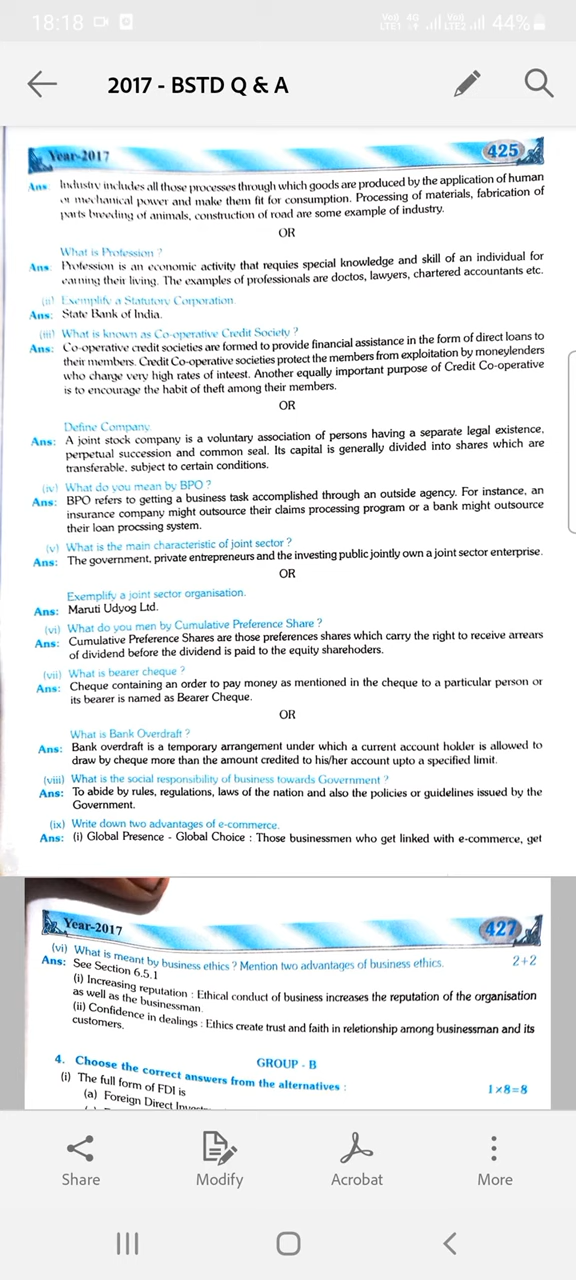 18:18
Vo9 4G LTE1 Vo9 LTE2 44%
2017 - BSTD Q & A
Year-2017
425
Ans Industry includes all those processes through which goods are produced by the application of human
or mechanical power and make them fit for consumption. Processing of materials, fabrication of
parts breeding of animals, construction of road are some example of industry.
OR
What is Profession ?
Ans: Profession is an economic activity that requies special knowledge and skill of an individual for
earning their living. The examples of professionals are doctos, lawyers, chartered accountants etc.
(ii) Exemplify a Statutory Corporation.
Ans: State Bank of India.
(iii) What is known as Co-operative Credit Society ?
Ans: Co-operative credit societies are formed to provide financial assistance in the form of direct loans to
their members. Credit Co-operative societies protect the members from exploitation by moneylenders
who charge very high rates of inteest. Another equally important purpose of Credit Co-operative
is to encourage the habit of theft among their members.
OR
Define Company.
Ans: A joint stock company is a voluntary association of persons having a separate legal existence,
perpetual succession and common seal. Its capital is generally divided into shares which are
transferable, subject to certain conditions.
(iv) What do you mean by BPO ?
Ans: BPO refers to getting a business task accomplished through an outside agency. For instance, an
insurance company might outsource their claims processing program or a bank might outsource
their loan procssing system.
(v) What is the main characteristic of joint sector ?
Ans: The government, private entrepreneurs and the investing public jointly own a joint sector enterprise.
OR
Exemplify a joint sector organisation.
Ans: Maruti Udyog Ltd.
(vi) What do you men by Cumulative Preference Share ?
Ans: Cumulative Preference Shares are those preferences shares which carry the right to receive arrears
of dividend before the dividend is paid to the equity sharehoders.
(vii) What is bearer cheque ?
Ans: Cheque containing an order to pay money as mentioned in the cheque to a particular person or
its bearer is named as Bearer Cheque.
OR
What is Bank Overdraft ?
Ans: Bank overdraft is a temporary arrangement under which a current account holder is allowed to
draw by cheque more than the amount credited to his/her account upto a specified limit.
(viii) What is the social responsibility of business towards Government ?
Ans: To abide by rules, regulations, laws of the nation and also the policies or guidelines issued by the
Government.
(ix) Write down two advantages of e-commerce.
Ans: (i) Global Presence - Global Choice : Those businessmen who get linked with e-commerce, get
Year-2017
427
(vi) What is meant by business ethics ? Mention two advantages of business ethics. 2+2
Ans: See Section 6.5.1
(i) Increasing reputation : Ethical conduct of business increases the reputation of the organisation
as well as the businessman.
(ii) Confidence in dealings : Ethics create trust and faith in reletionship among businessman and its
customers.
GROUP - B
4. Choose the correct answers from the alternatives : 1×8=8
(i) The full form of FDI is
(a) Foreign Direct
Share
Modify
Acrobat
More